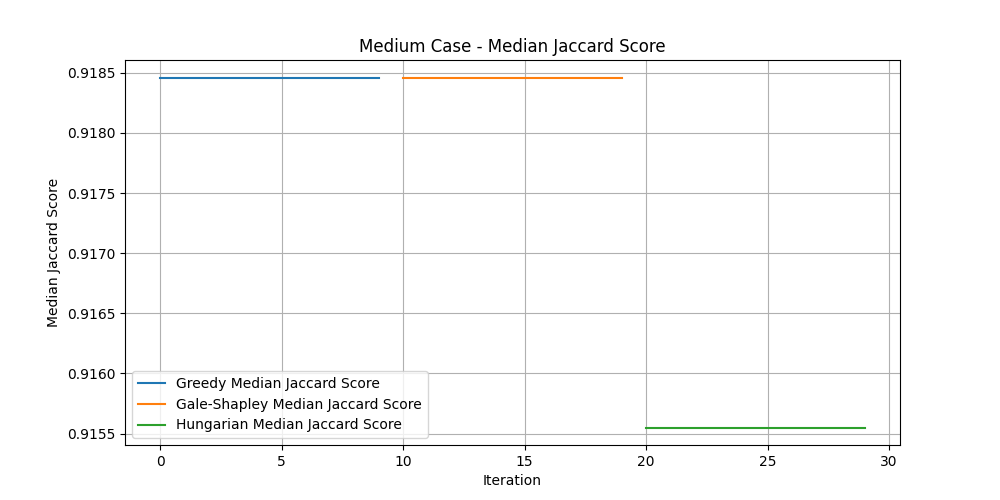 Medium Case - Median Jaccard Score
Median Jaccard Score
0.9185
0.9180
0.9175
0.9170
0.9165
0.9160
0.9155
Greedy Median Jaccard Score
Gale-Shapley Median Jaccard Score
Hungarian Median Jaccard Score
0 5 10 15 20 25 30
Iteration